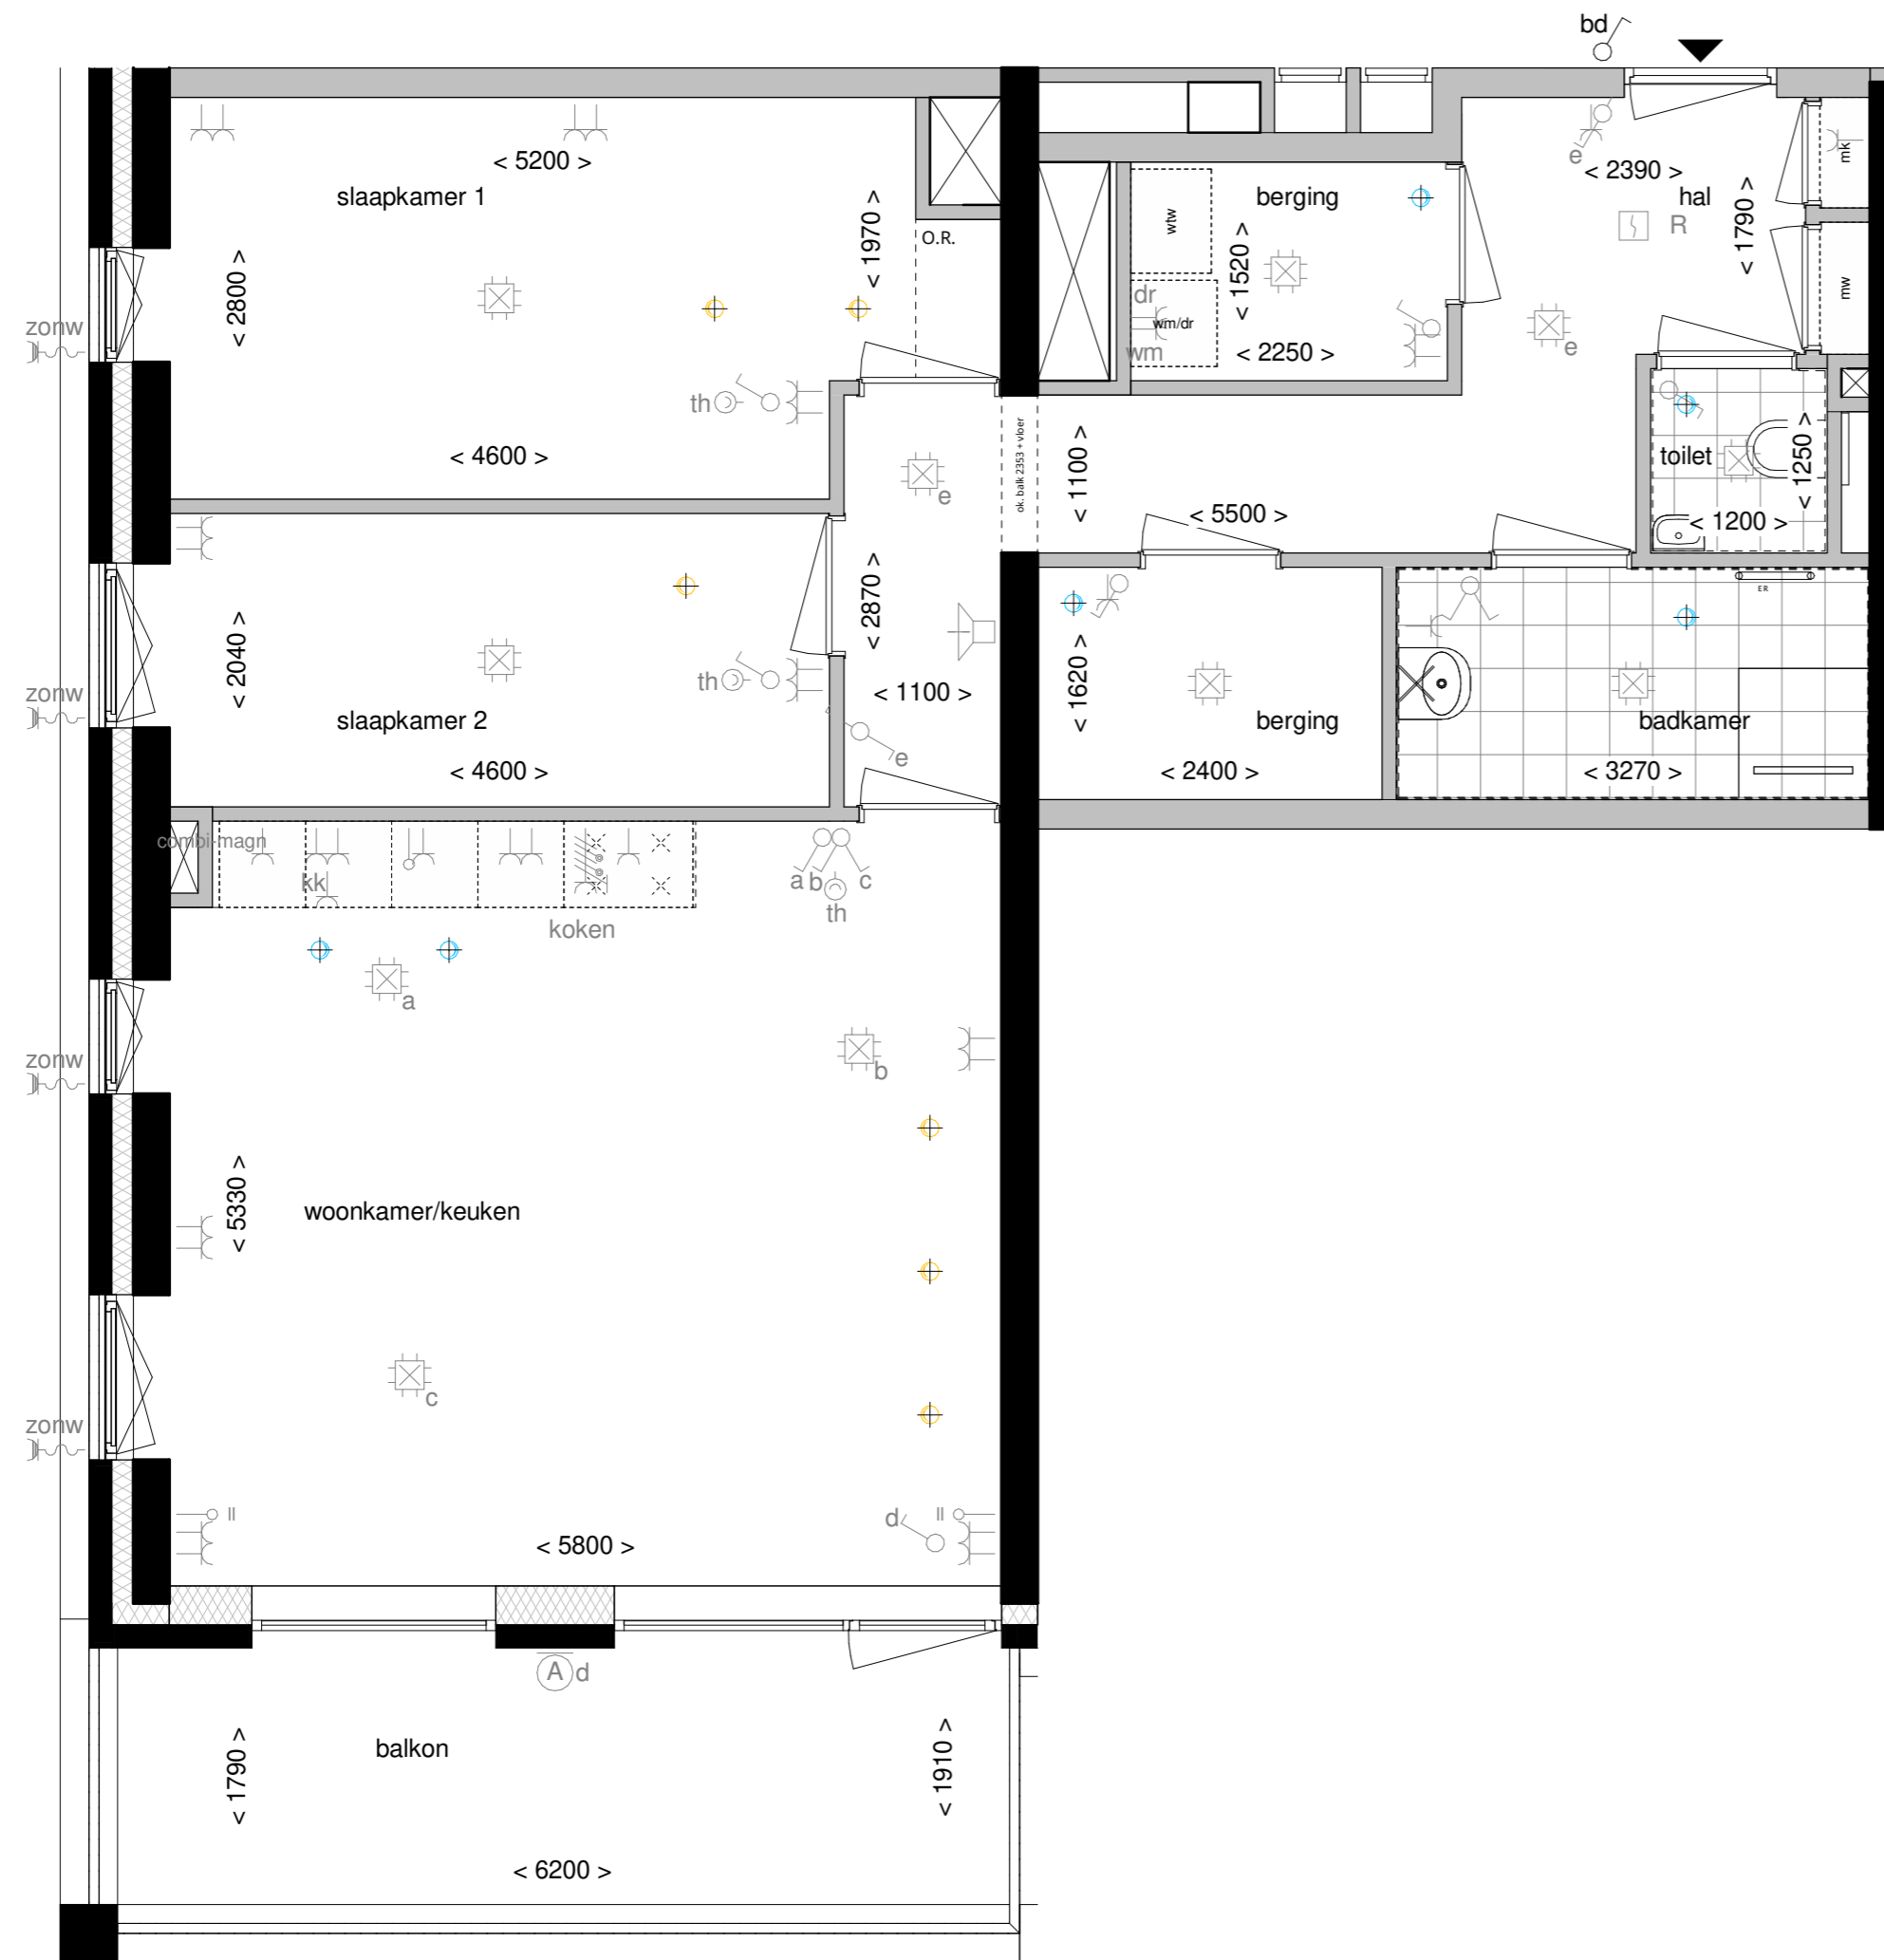 bd
< 5200 >
slaapkamer 1
< 1970 >
O.R.
< 2800 >
zonw
th
< 4600 >
wtw
berging
< 1520 >
dr
wm/dr
wm
< 2250 >
e
< 2390 >
hal
R
< 1790 >
mk
mw
e
toilet
< 1250 >
< 1200 >
e
ok. balk 2353 + vloer
< 1100 >
< 5500 >
< 2040 >
zonw
slaapkamer 2
th
< 4600 >
< 2870 >
< 1100 >
e
< 1620 >
berging
< 2400 >
ER
badkamer
< 3270 >
combi-magn
kk
koken
a b c
th
a
b
zonw
< 5330 >
woonkamer/keuken
c
zonw
II
d
II
< 5800 >
A d
balkon
< 1790 >
< 1910 >
< 6200 >